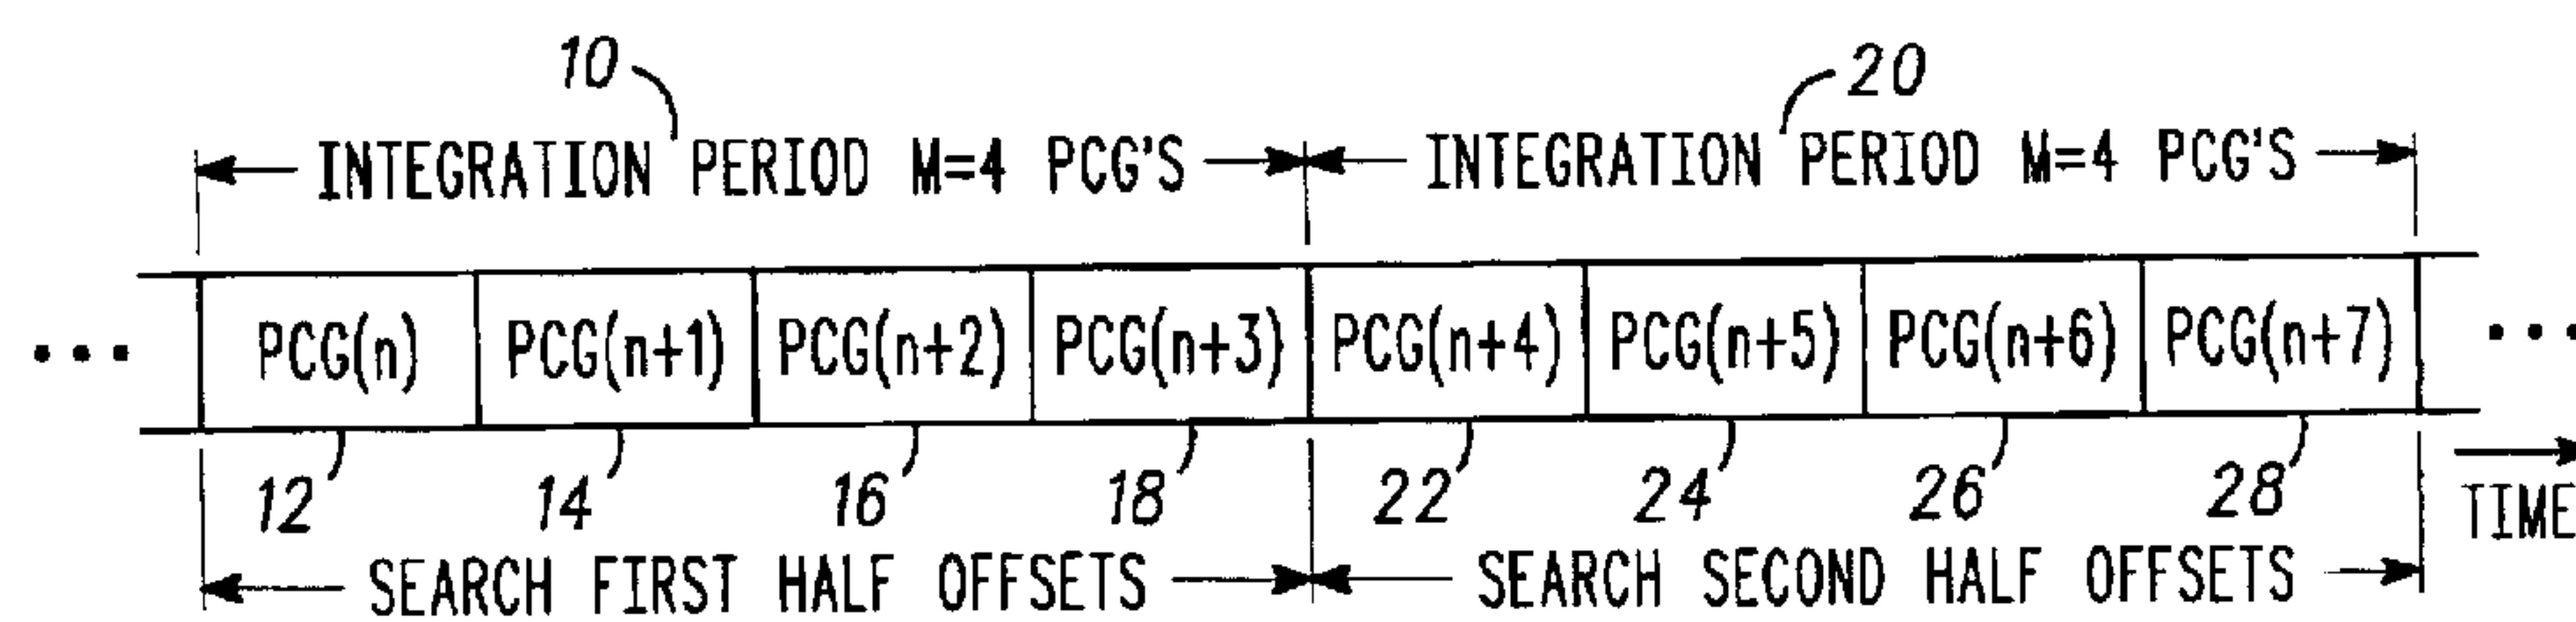 10 20
INTEGRATION PERIOD M=4 PCG'S INTEGRATION PERIOD M=4 PCG'S
... PCG(n) PCG(n+1) PCG(n+2) PCG(n+3) PCG(n+4) PCG(n+5) PCG(n+6) PCG(n+7) ...
12 14 16 18 22 24 26 28
TIME
SEARCH FIRST HALF OFFSETS SEARCH SECOND HALF OFFSETS